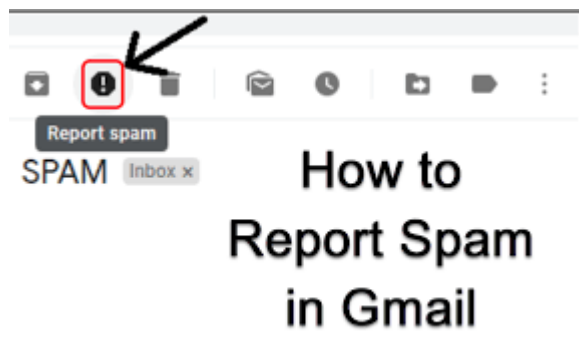 Report spam
SPAM Inbox x
How to
Report Spam
in Gmail